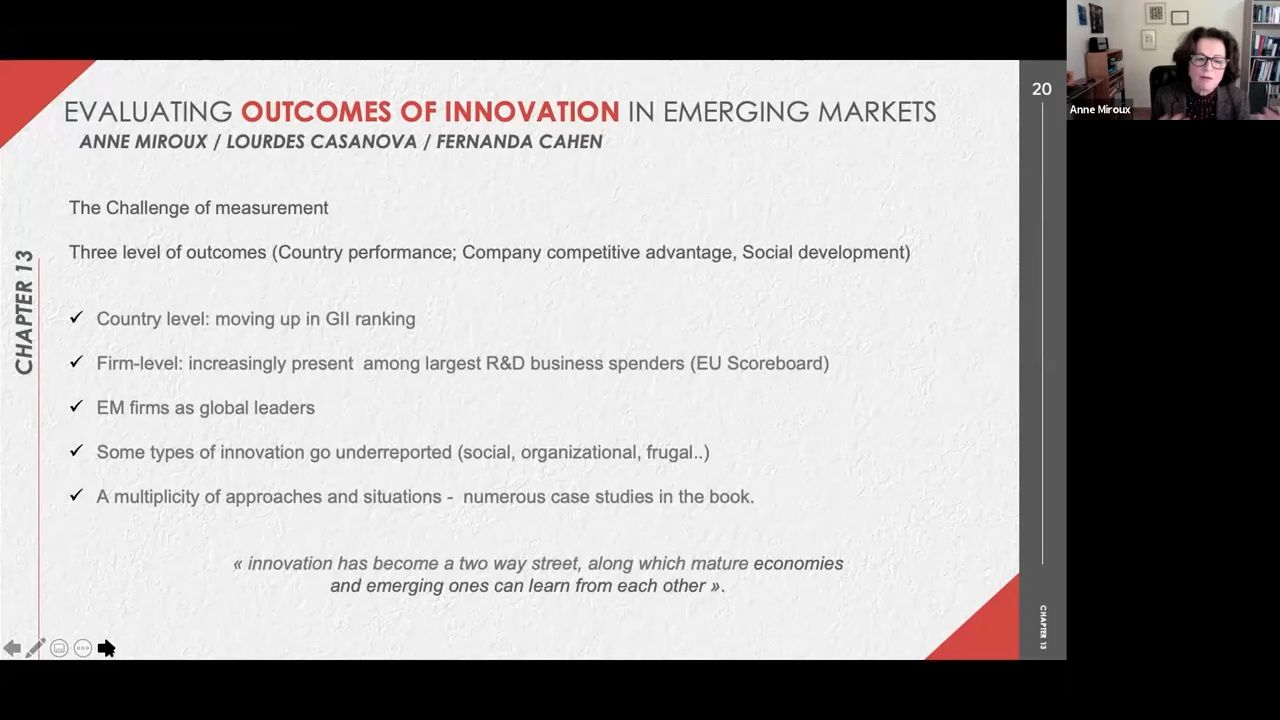 EVALUATING OUTCOMES OF INNOVATION IN EMERGING MARKETS
ANNE MIROUX / LOURDES CASANOVA / FERNANDA CAHEN
The Challenge of measurement
Three level of outcomes (Country performance; Company competitive advantage, Social development)
Country level: moving up in GII ranking
Firm-level: increasingly present among largest R&D business spenders (EU Scoreboard)
EM firms as global leaders
Some types of innovation go underreported (social, organizational, frugal..)
A multiplicity of approaches and situations - numerous case studies in the book.
« innovation has become a two way street, along which mature economies
and emerging ones can learn from each other ».
CHAPTER 13
20
CHAPTER 13
Anne Miroux